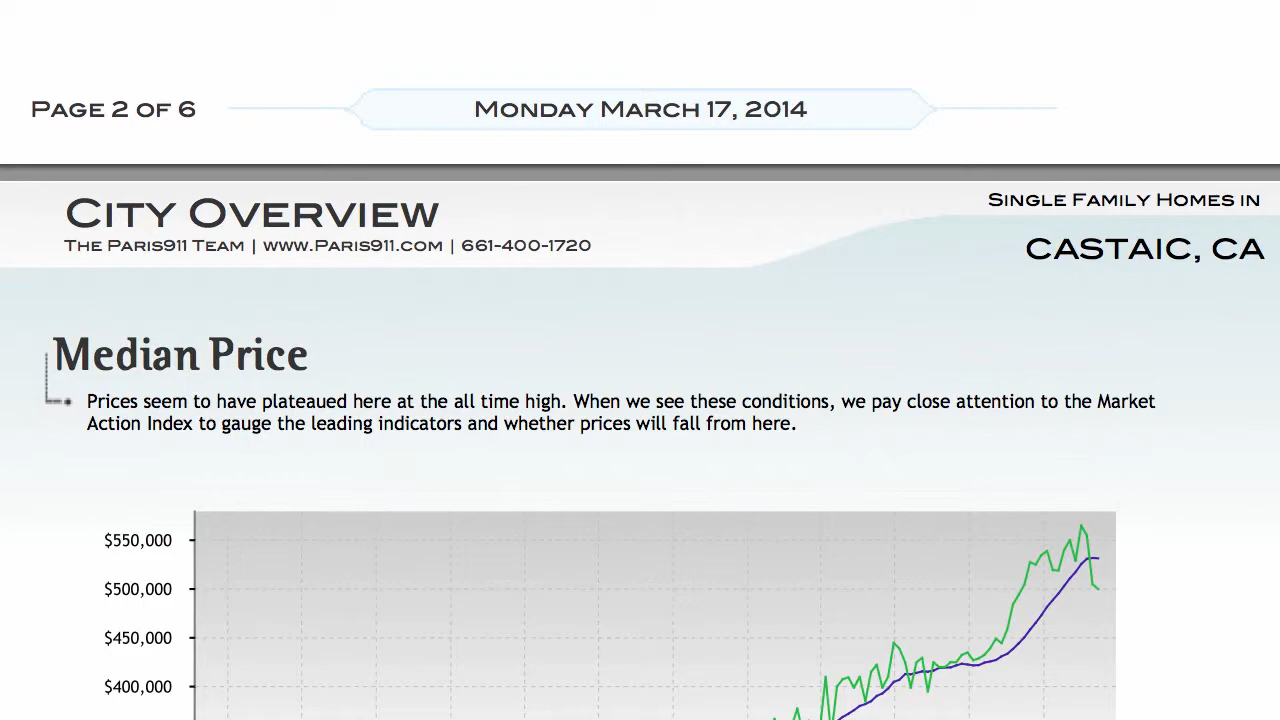 Page 2 of 6
Monday March 17, 2014
City Overview
Single Family Homes in
The Paris911 Team | www.Paris911.com | 661-400-1720
CASTAIC, CA
Median Price
Prices seem to have plateaued here at the all time high. When we see these conditions, we pay close attention to the Market
Action Index to gauge the leading indicators and whether prices will fall from here.
$550,000
$500,000
$450,000
$400,000